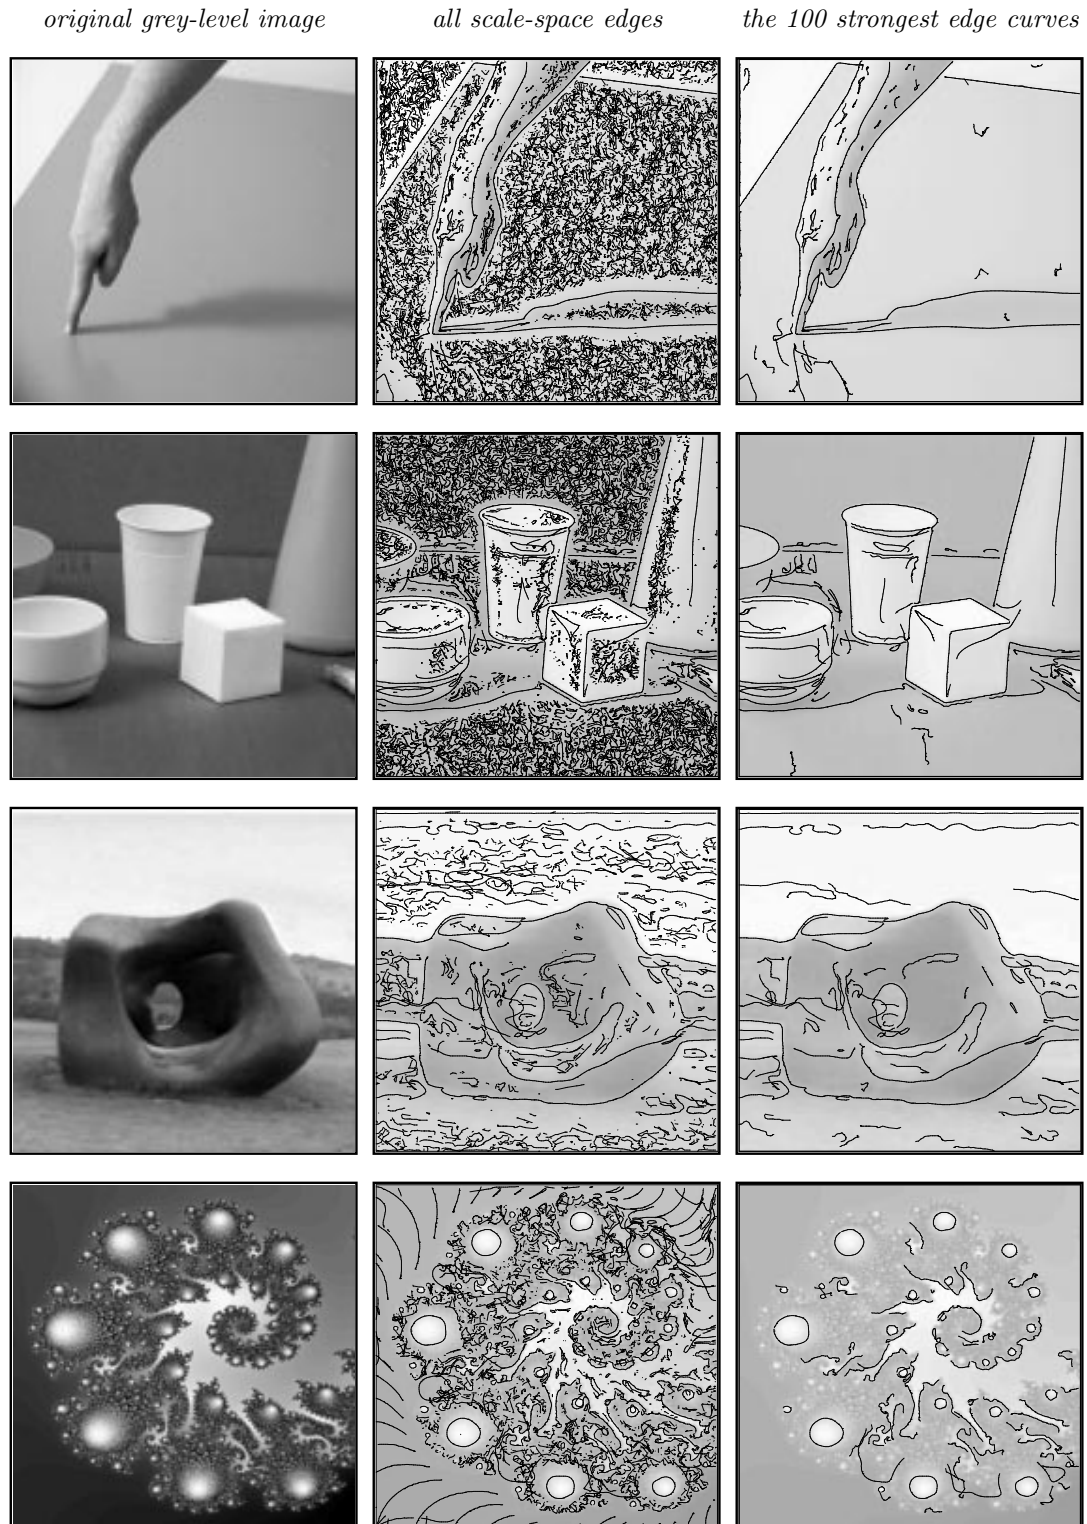 original grey-level image
all scale-space edges
the 100 strongest edge curves